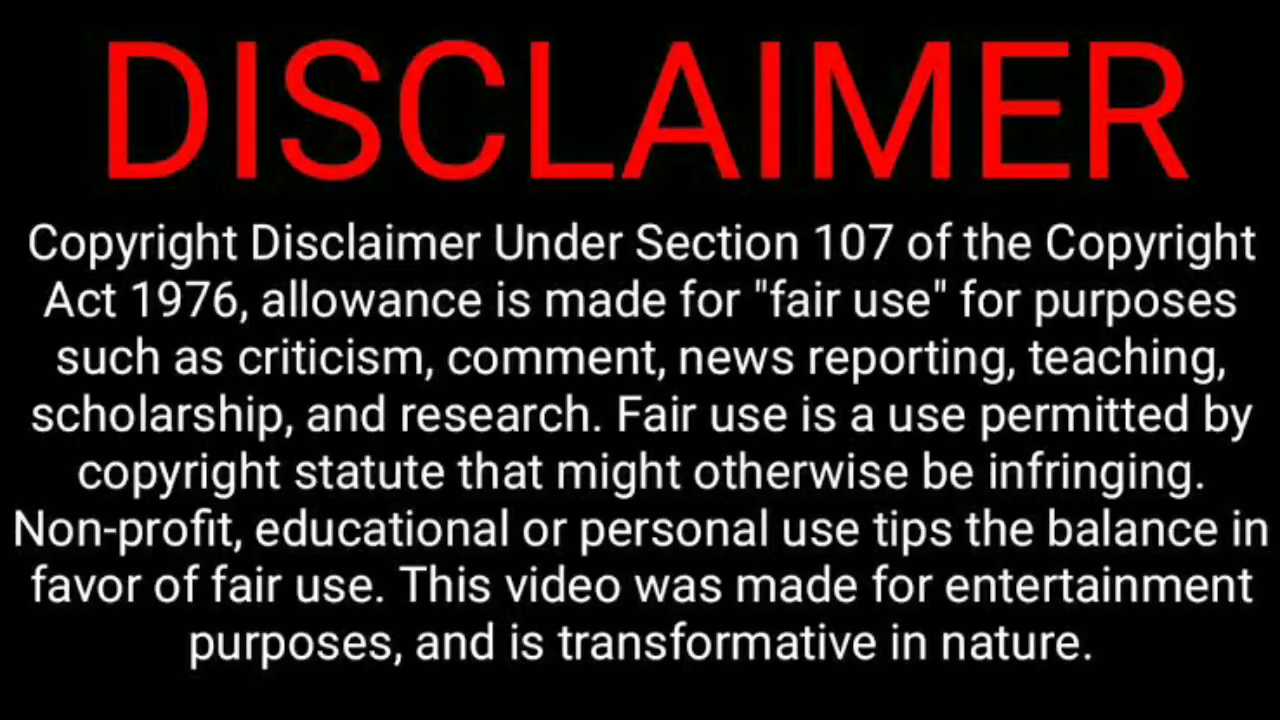 DISCLAIMER
Copyright Disclaimer Under Section 107 of the Copyright
Act 1976, allowance is made for "fair use" for purposes
such as criticism, comment, news reporting, teaching,
scholarship, and research. Fair use is a use permitted by
copyright statute that might otherwise be infringing.
Non-profit, educational or personal use tips the balance in
favor of fair use. This video was made for entertainment
purposes, and is transformative in nature.